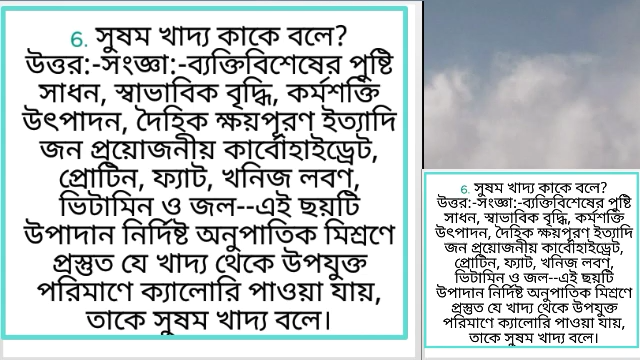 6. সুষম খাদ্য কাকে বলে?
উত্তর:-সংজ্ঞা:-ব্যক্তিবিশেষের পুষ্টি
সাধন, স্বাভাবিক বৃদ্ধি, কর্মশক্তি
উৎপাদন, দৈহিক ক্ষয়পূরণ ইত্যাদি
জন প্রয়োজনীয় কার্বোহাইড্রেট,
প্রোটিন, ফ্যাট, খনিজ লবণ,
ভিটামিন ও জল--এই ছয়টি
উপাদান নির্দিষ্ট অনুপাতিক মিশ্রণে
প্রস্তুত যে খাদ্য থেকে উপযুক্ত
পরিমাণে ক্যালোরি পাওয়া যায়,
তাকে সুষম খাদ্য বলে।
6. সুষম খাদ্য কাকে বলে?
উত্তর:-সংজ্ঞা:-ব্যক্তিবিশেষের পুষ্টি
সাধন, স্বাভাবিক বৃদ্ধি, কর্মশক্তি
উৎপাদন, দৈহিক ক্ষয়পূরণ ইত্যাদি
জন প্রয়োজনীয় কার্বোহাইড্রেট,
প্রোটিন, ফ্যাট, খনিজ লবণ,
ভিটামিন ও জল--এই ছয়টি
উপাদান নির্দিষ্ট অনুপাতিক মিশ্রণে
প্রস্তুত যে খাদ্য থেকে উপযুক্ত
পরিমাণে ক্যালোরি পাওয়া যায়,
তাকে সুষম খাদ্য বলে।